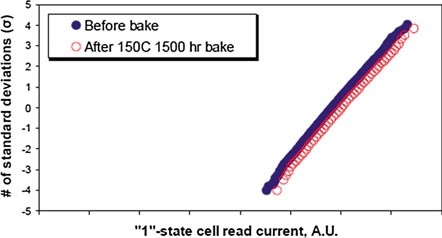 Before bake
After 150C 1500 hr bake
# of standard deviations (σ)
5
4
3
2
1
0
-1
-2
-3
-4
-5
"1"-state cell read current, A.U.